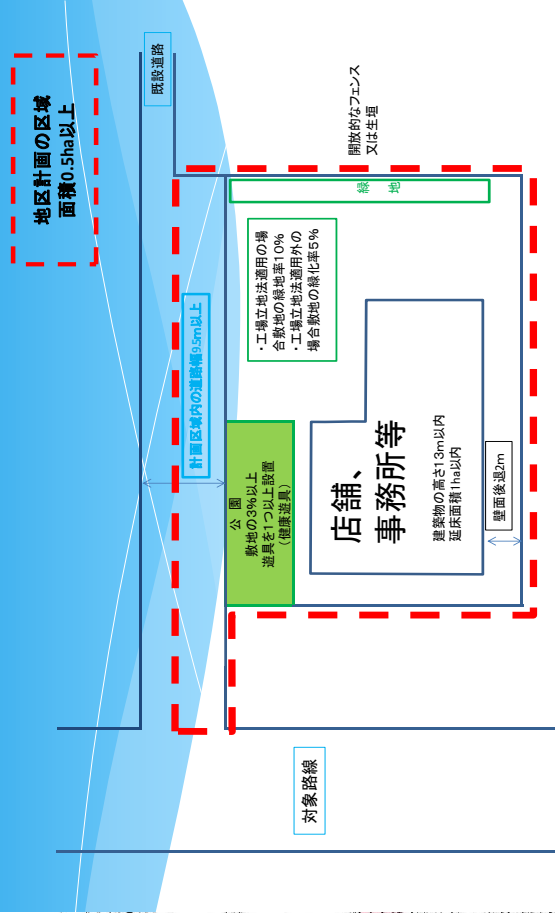 地区計画の区域
面積0.5ha以上
既設道路
開放的なフェンス
又は生垣
緑　地
計画区域内の道路幅9.5m以上
・工場立地法適用の場
合敷地の緑地率10%
・工場立地法適用外の
場合敷地の緑化率5%
公　園
敷地の3%以上
遊具を1つ以上設置
（健康遊具）
店舗、
事務所等
建築物の高さ13m以内
延床面積1ha以内
壁面後退2m
対象路線